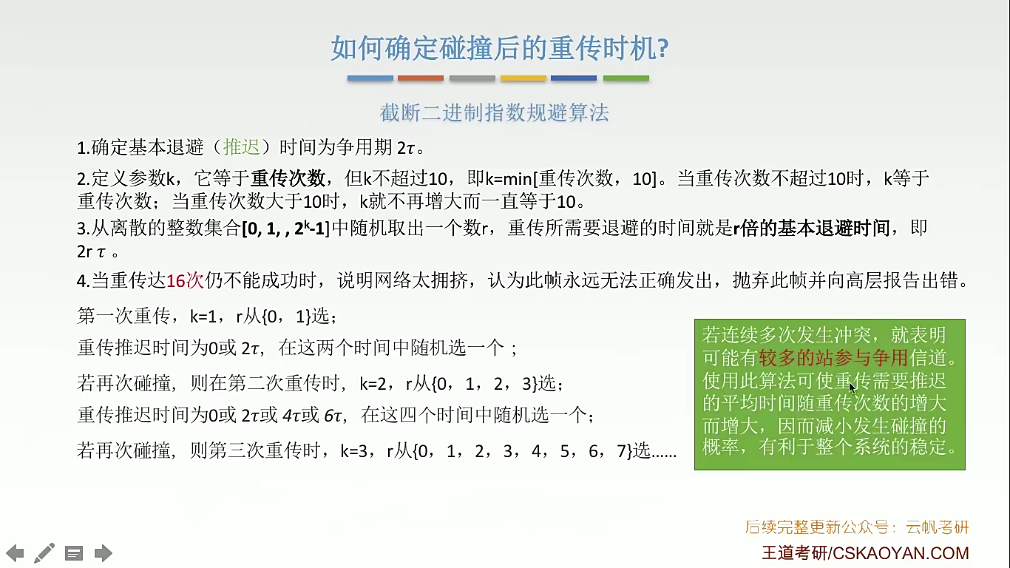 如何确定碰撞后的重传时机?
截断二进制指数规避算法
1.确定基本退避（推迟）时间为争用期 2τ。
2.定义参数k，它等于重传次数，但k不超过10，即k=min[重传次数，10]。当重传次数不超过10时，k等于
重传次数；当重传次数大于10时，k就不再增大而一直等于10。
3.从离散的整数集合[0, 1, , 2ᵏ-1]中随机取出一个数r，重传所需要退避的时间就是r倍的基本退避时间，即
2r τ 。
4.当重传达16次仍不能成功时，说明网络太拥挤，认为此帧永远无法正确发出，抛弃此帧并向高层报告出错。
第一次重传，k=1，r从{0，1}选；
重传推迟时间为0或 2τ，在这两个时间中随机选一个；
若再次碰撞，则在第二次重传时，k=2，r从{0，1，2，3}选；
重传推迟时间为0或 2τ或 4τ或 6τ，在这四个时间中随机选一个；
若再次碰撞，则第三次重传时，k=3，r从{0，1，2，3，4，5，6，7}选......
若连续多次发生冲突，就表明
可能有较多的站参与争用信道。
使用此算法可使重传需要推迟
的平均时间随重传次数的增大
而增大，因而减小发生碰撞的
概率，有利于整个系统的稳定。
后续完整更新公众号：云帆考研
王道考研/CSKAOYAN.COM